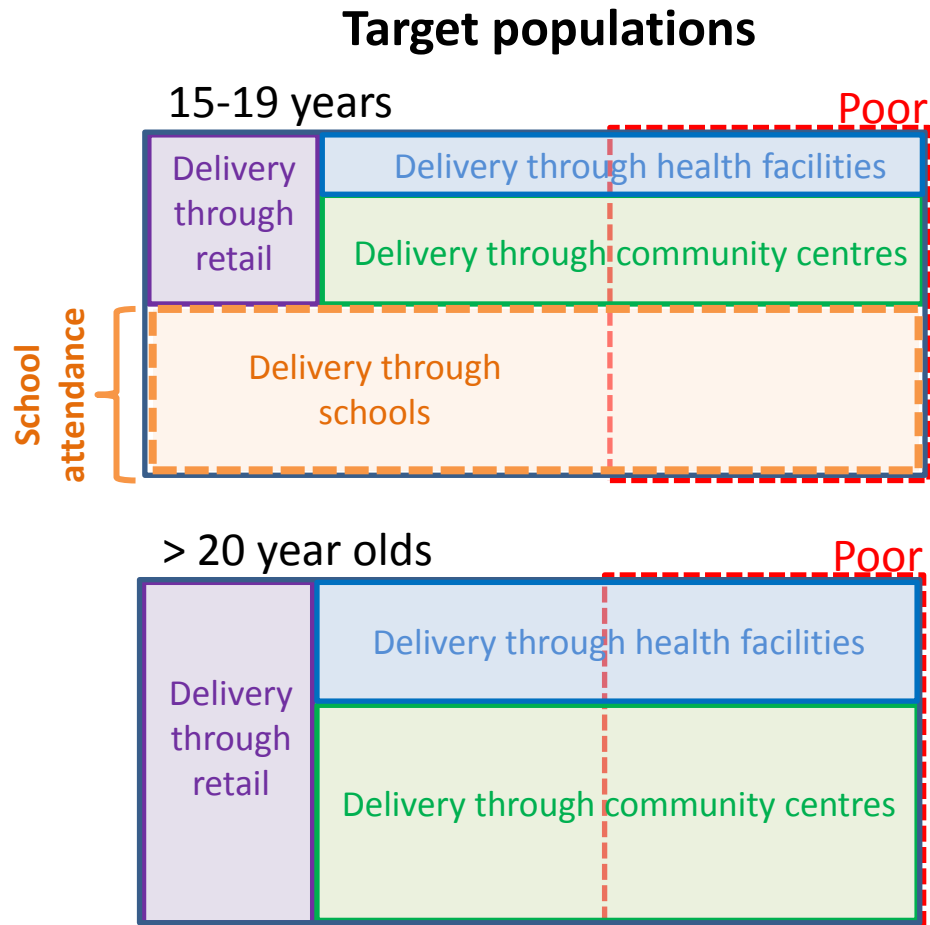 Target populations
15-19 years
Poor
Delivery
through
retail
Delivery through health facilities
Delivery through community centres
School
attendance
Delivery through
schools
> 20 year olds
Poor
Delivery through health facilities
Delivery
through
retail
Delivery through community centres